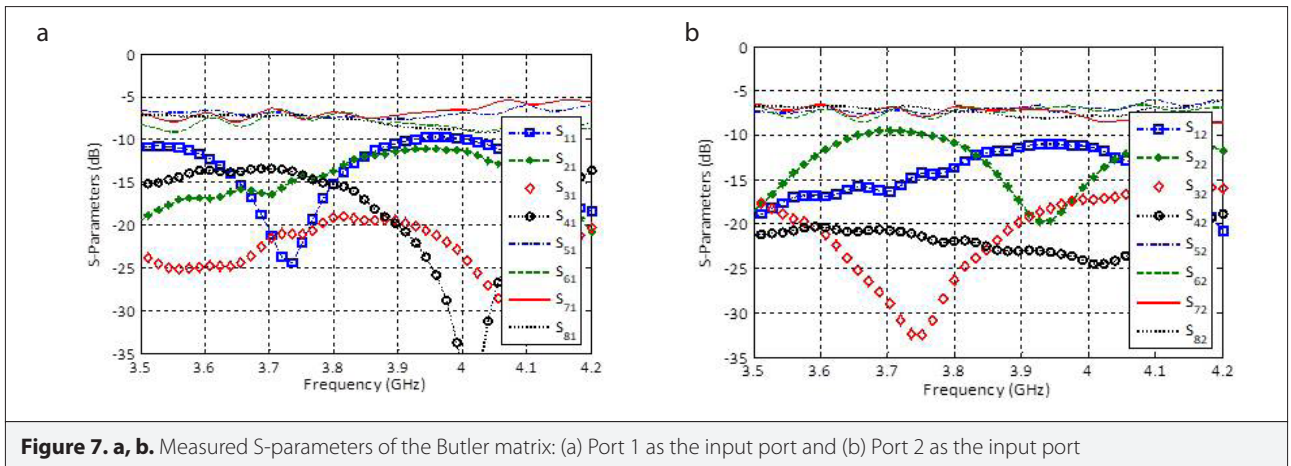 a
0
-5
-10
-15
-20
-25
-30
-35
S-Parameters (dB)
3.5 3.6 3.7 3.8 3.9 4 4.1 4.2
Frequency (GHz)
S11
S21
S31
S41
S51
S61
S71
S81
b
0
-5
-10
-15
-20
-25
-30
-35
S-Parameters (dB)
3.5 3.6 3.7 3.8 3.9 4 4.1 4.2
Frequency (GHz)
S12
S22
S32
S42
S52
S62
S72
S82
Figure 7. a, b. Measured S-parameters of the Butler matrix: (a) Port 1 as the input port and (b) Port 2 as the input port